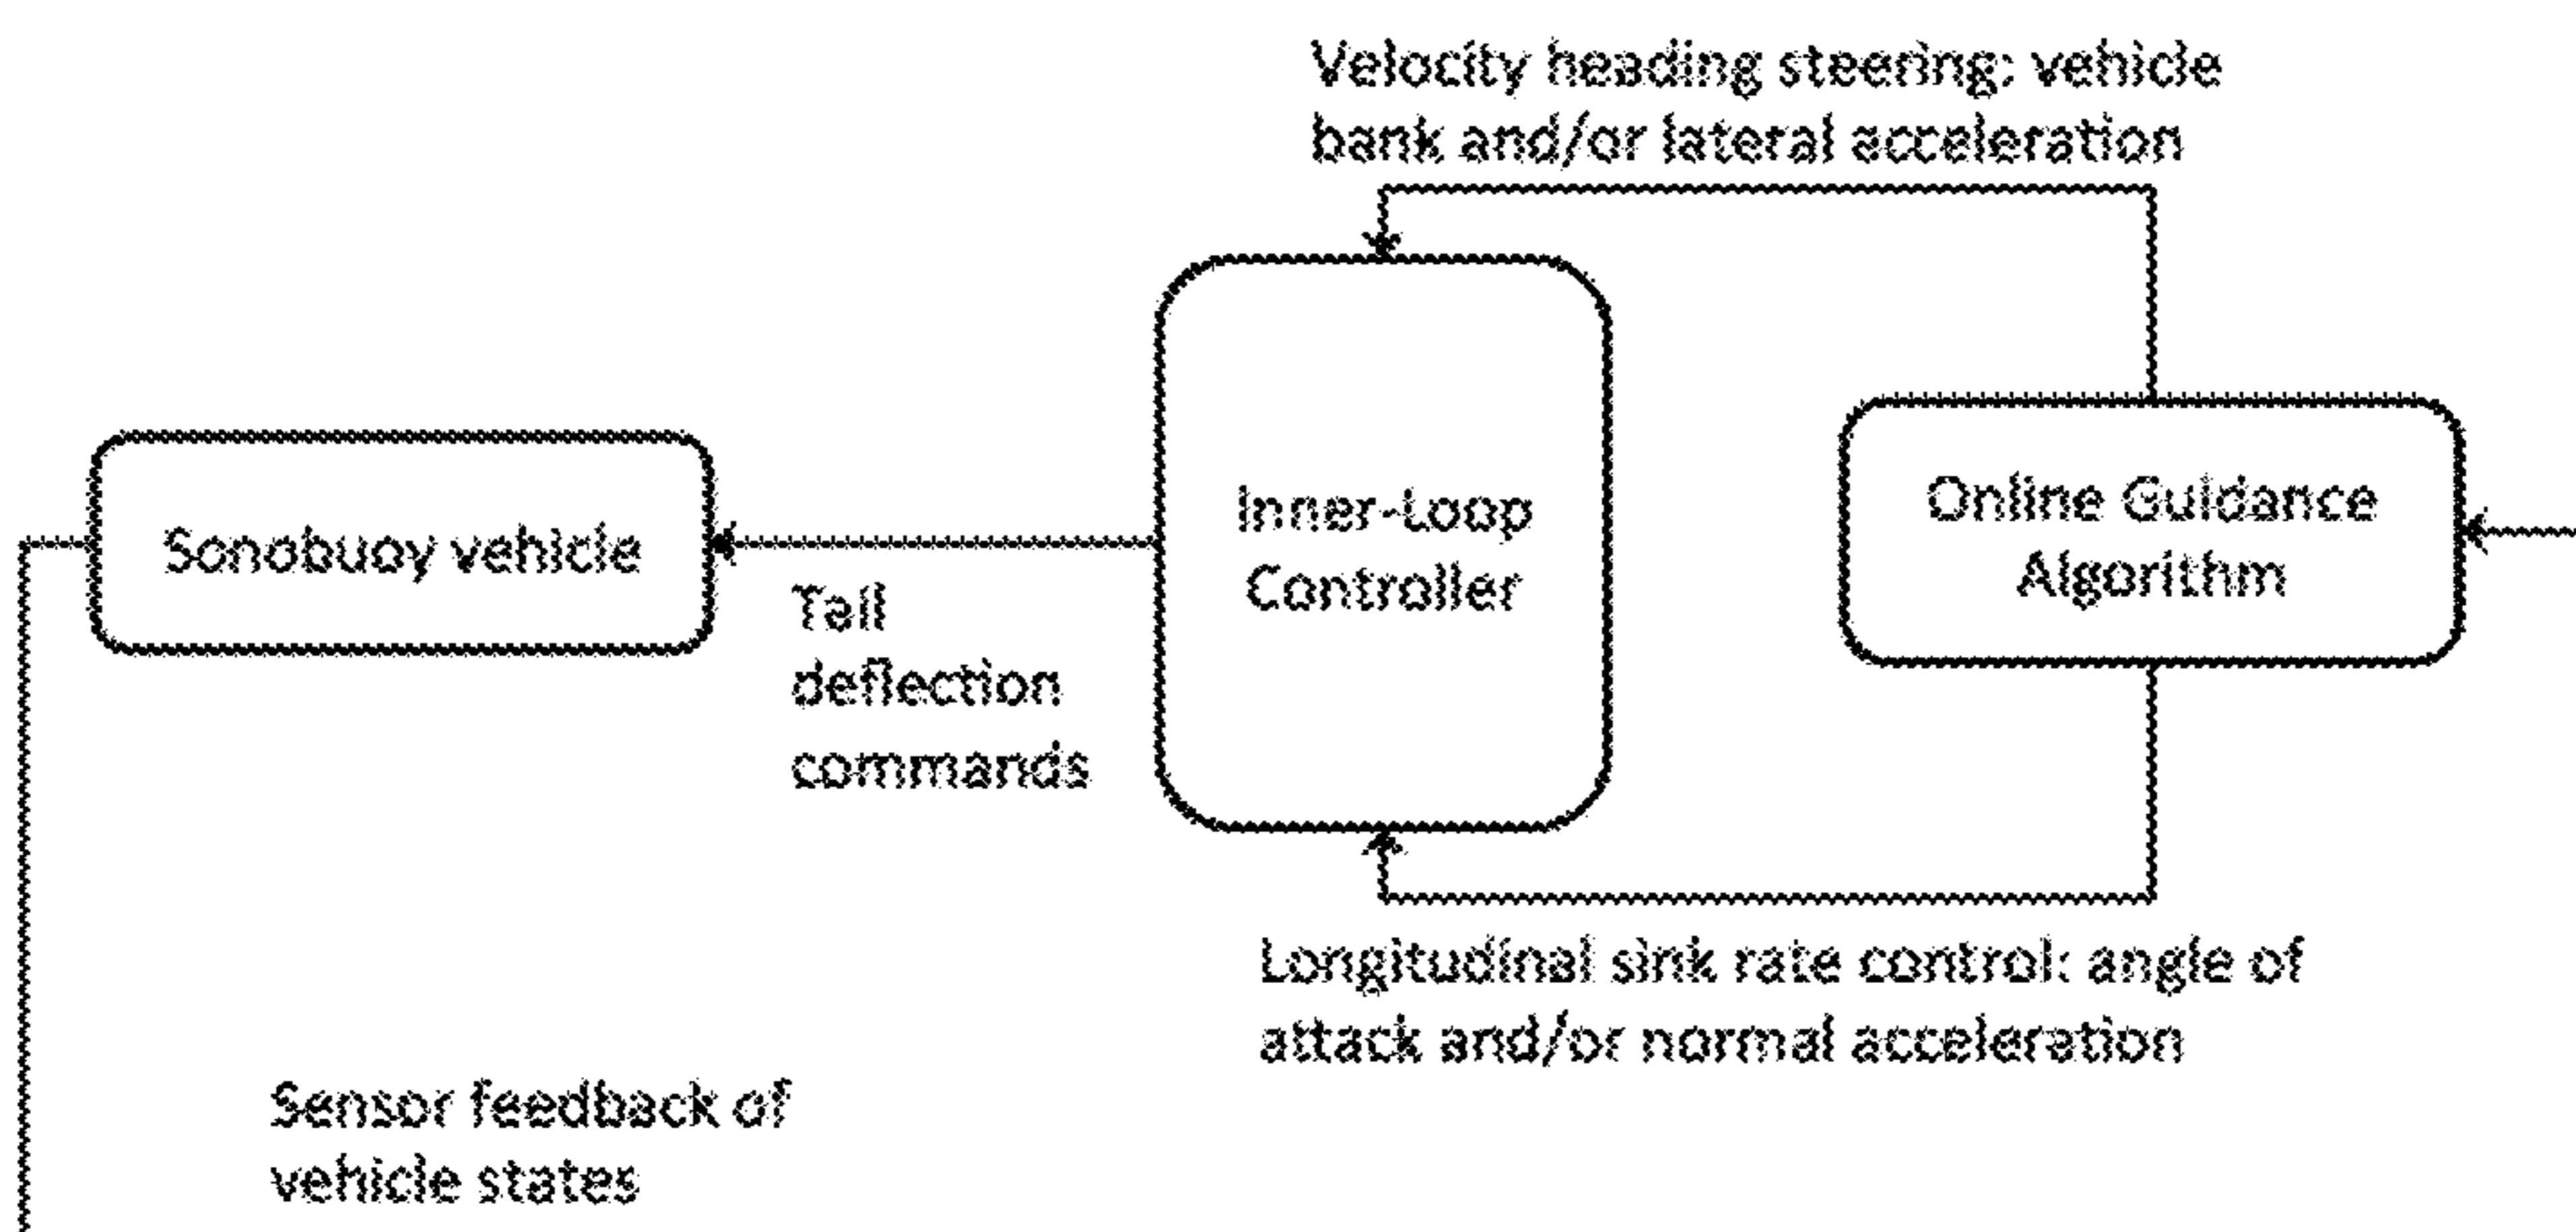 Velocity heading steering: vehicle
bank and/or lateral acceleration
Sonobuoy vehicle
Tail
deflection
commands
Inner-Loop
Controller
Online Guidance
Algorithm
Longitudinal sink rate control: angle of
attack and/or normal acceleration
Sensor feedback of
vehicle states